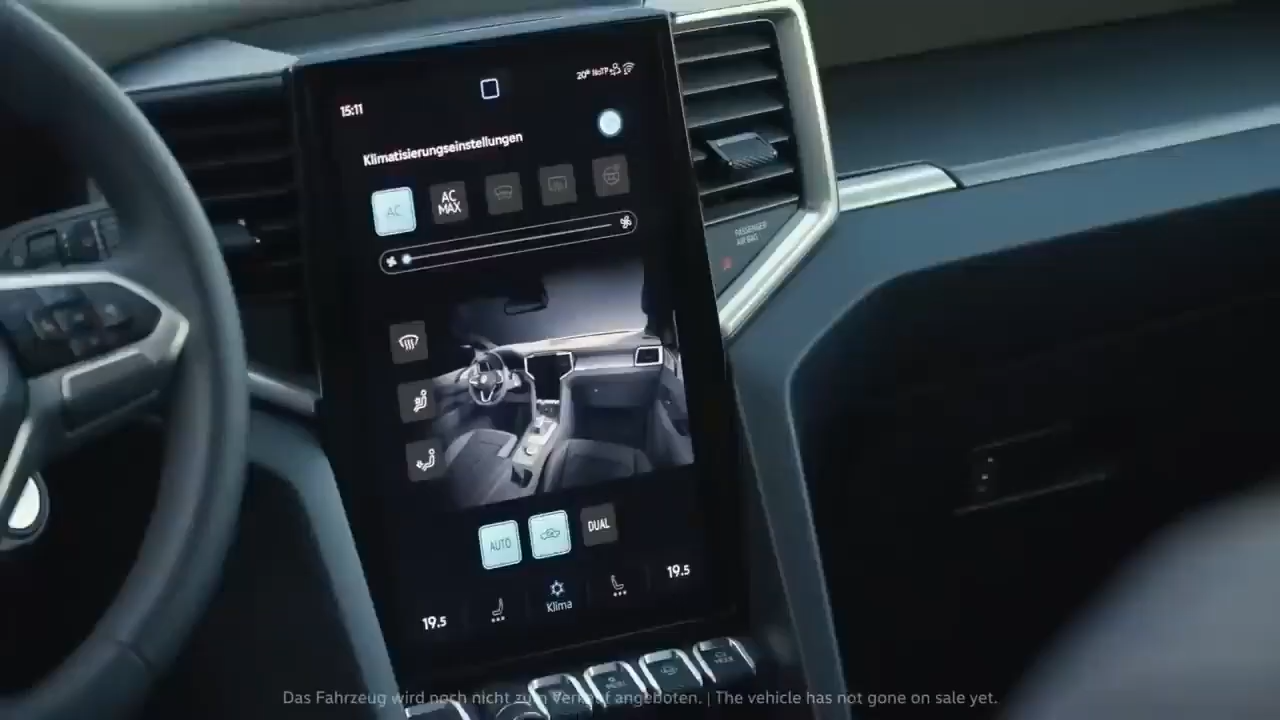 15:11
20°
Klimatisierungseinstellungen
AC
AC
MAX
PASSENGER
AIR BAG
AUTO
DUAL
19.5
Klima
19.5
Das Fahrzeug wird noch nicht zum Verkauf angeboten. | The vehicle has not gone on sale yet.